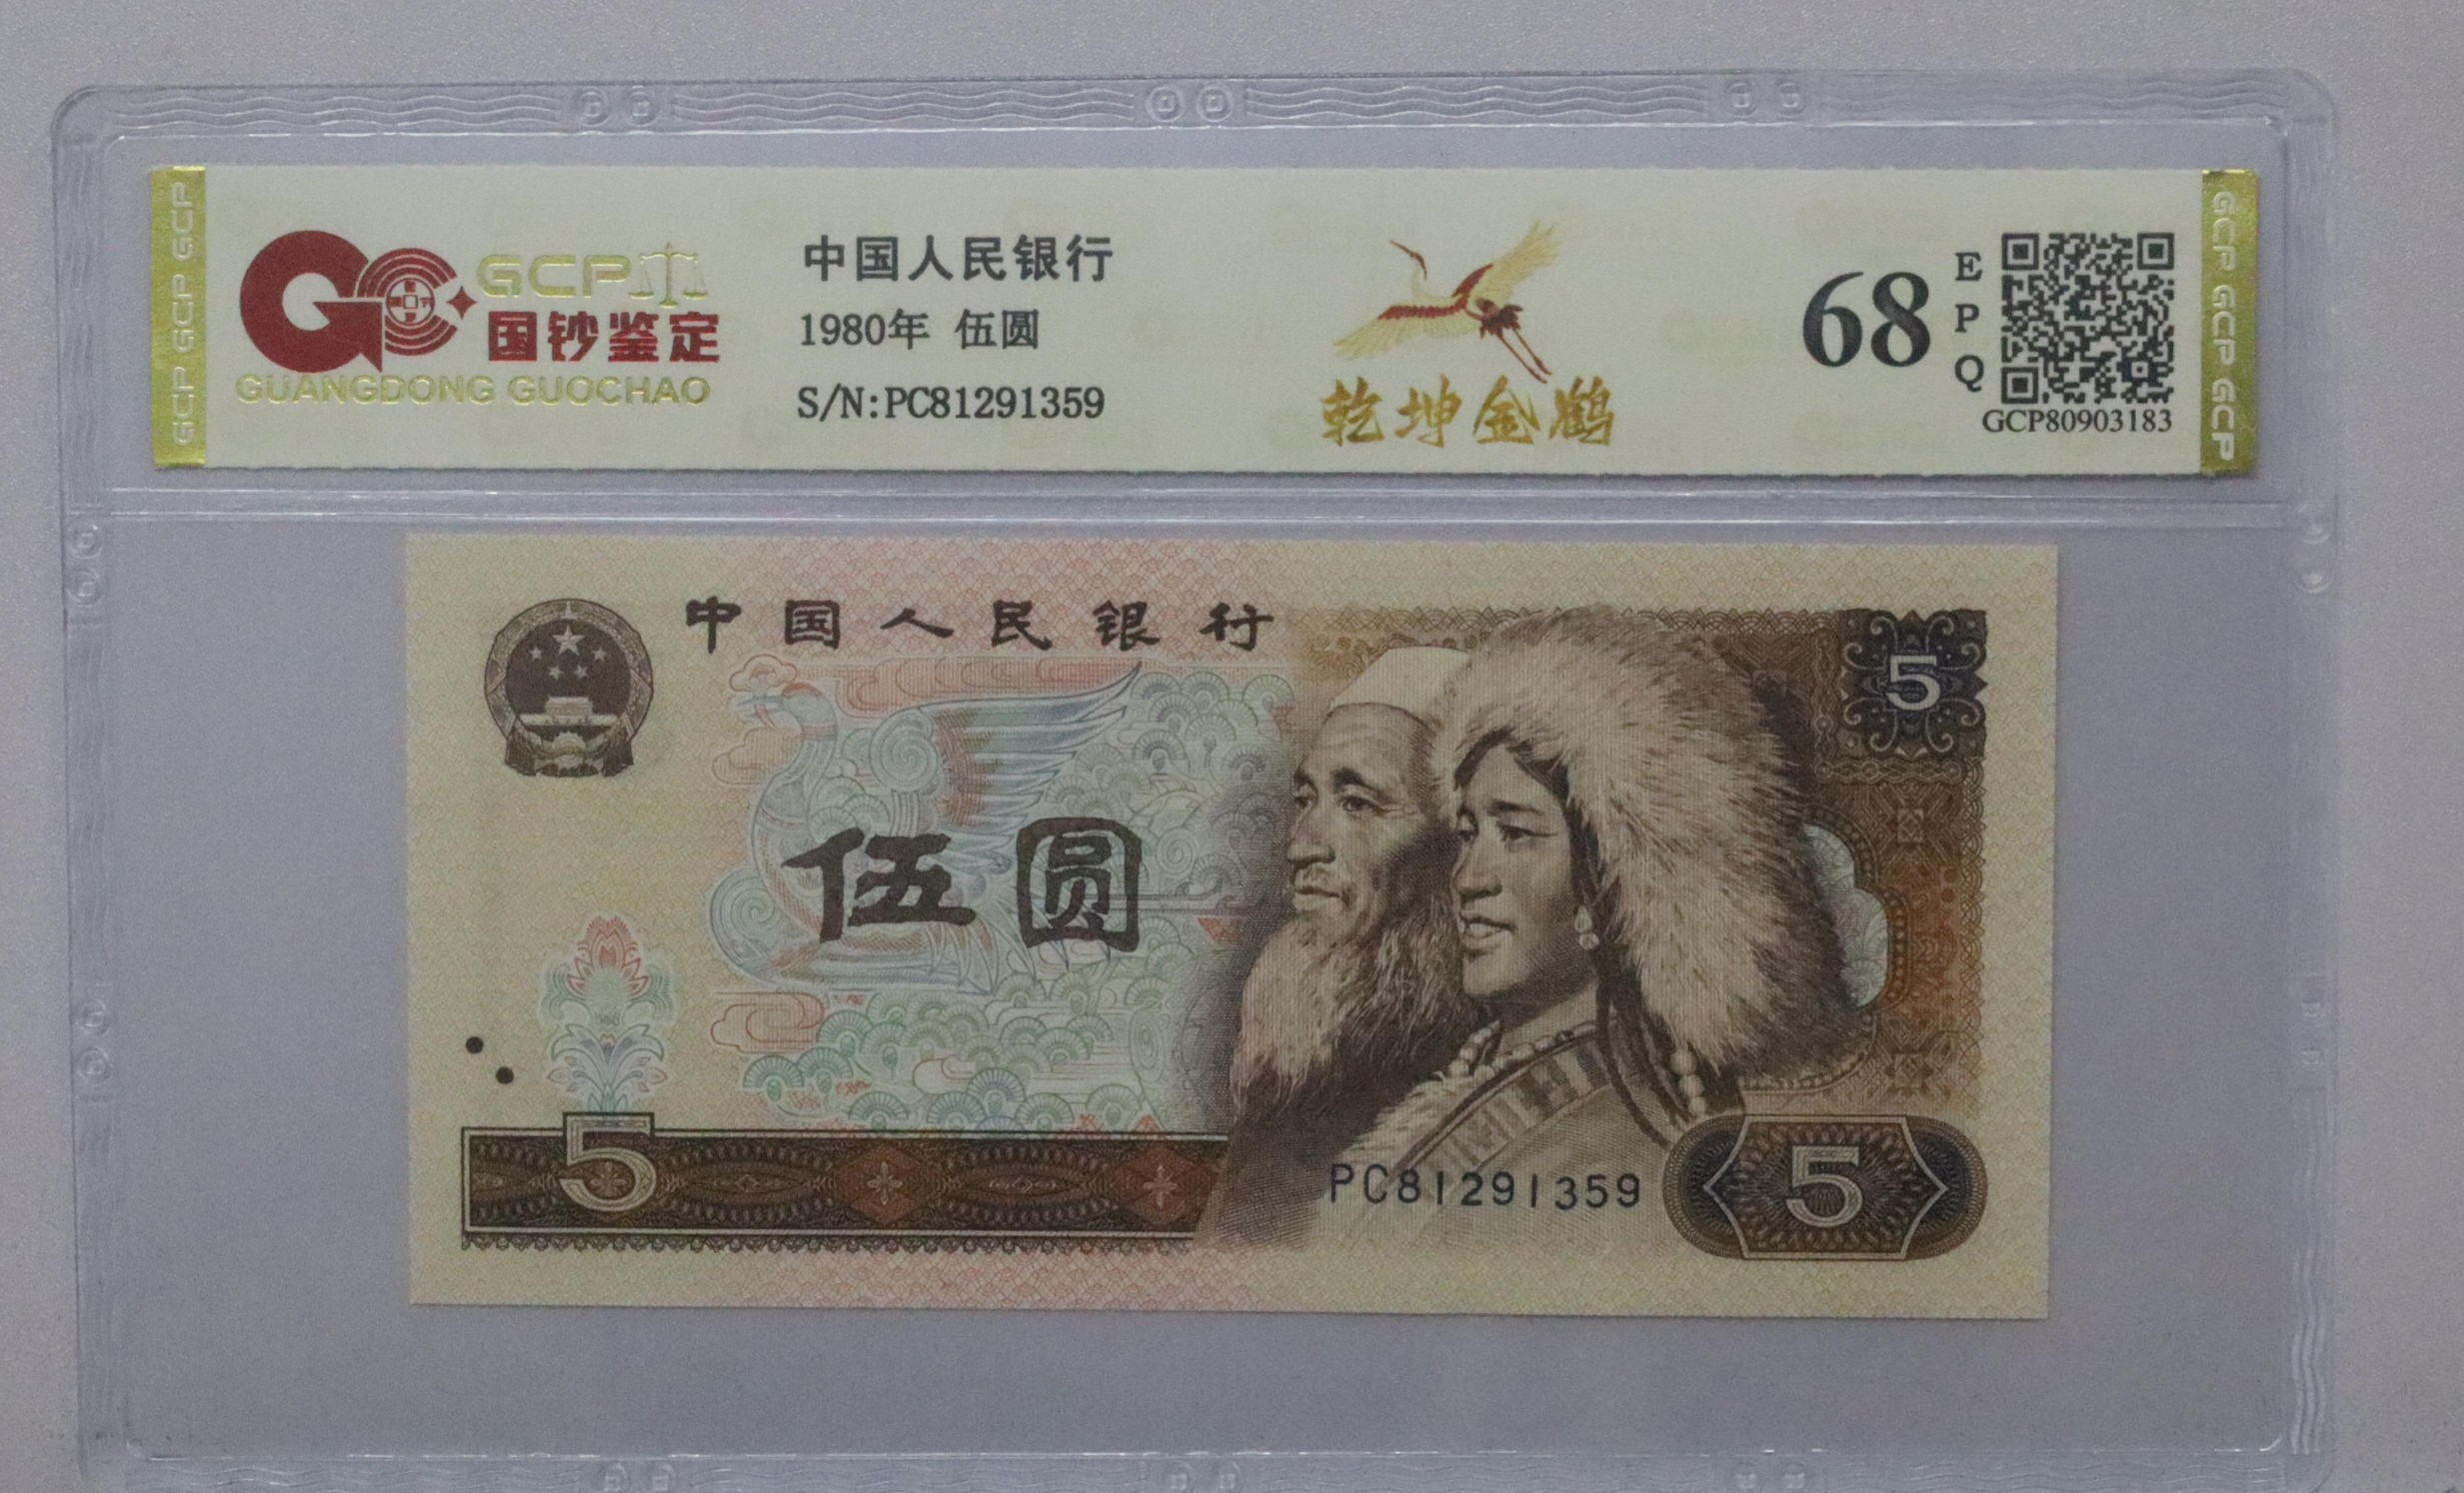 GCP GCP GCP
GCP
国钞鉴定
GUANGDONG GUOCHAO
中国人民银行
1980年 伍圆
S/N:PC81291359
乾坤金鹤
68
EPQ
GCP80903183
GCP GCP GCP
中国人民银行
5
伍圆
5
PC81291359
5